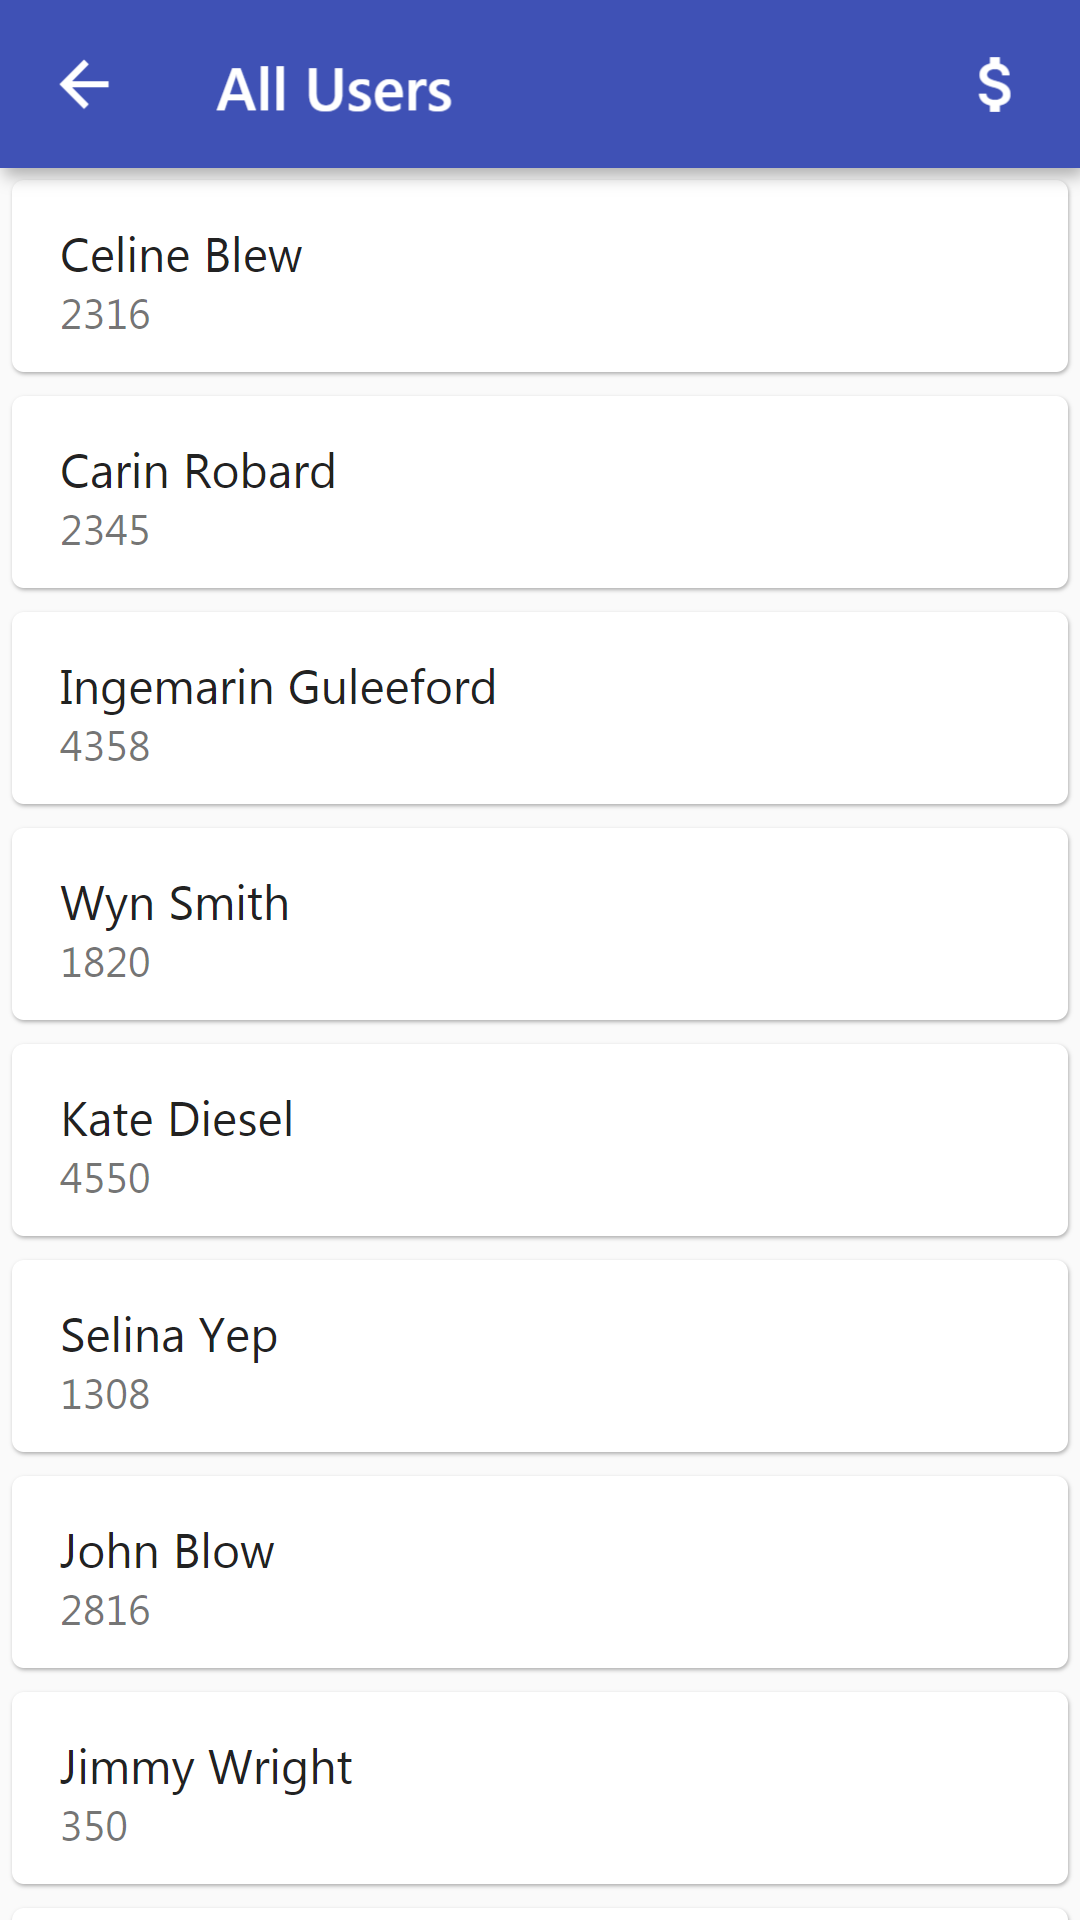 All Users
$
Celine Blew
2316
Carin Robard
2345
Ingemarin Guleeford
4358
Wyn Smith
1820
Kate Diesel
4550
Selina Yep
1308
John Blow
2816
Jimmy Wright
350